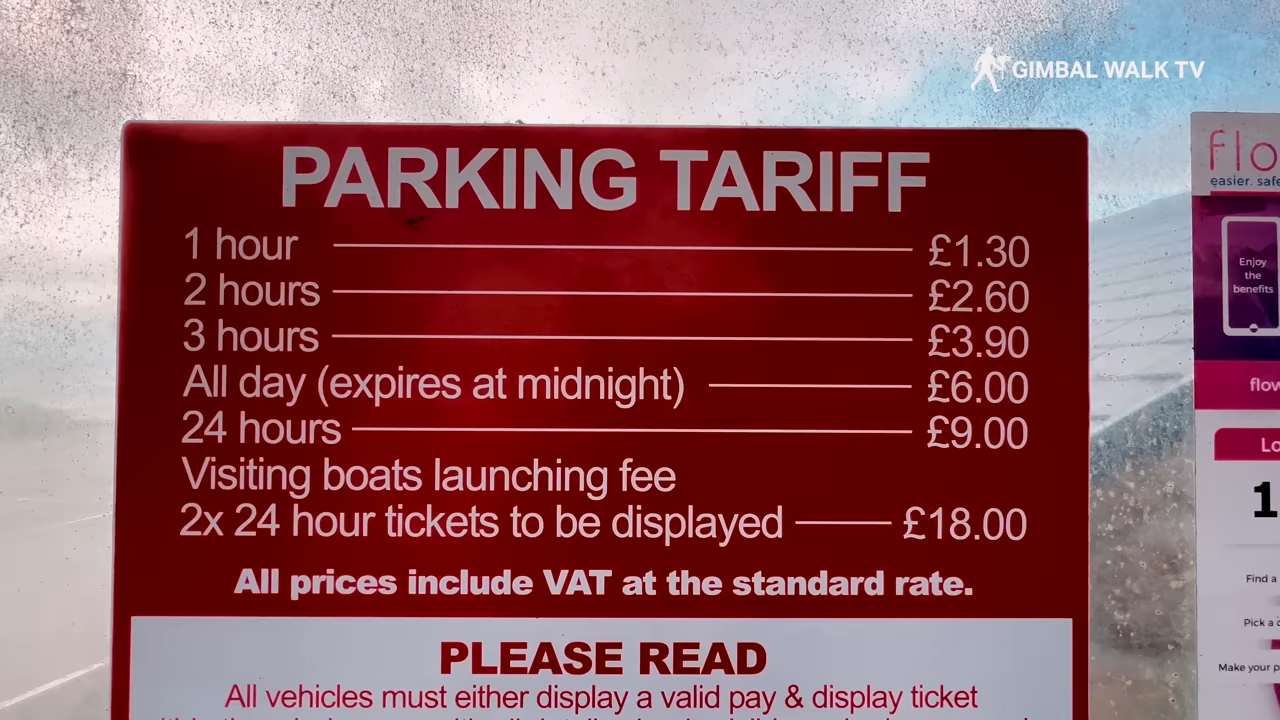 GIMBAL WALK TV
PARKING TARIFF
1 hour £1.30
2 hours £2.60
3 hours £3.90
All day (expires at midnight) £6.00
24 hours £9.00
Visiting boats launching fee
2x 24 hour tickets to be displayed £18.00
All prices include VAT at the standard rate.
PLEASE READ
All vehicles must either display a valid pay & display ticket
flo
easier. safe
Enjoy
the
benefits
flow
Lo
1
Find a
Pick a
Make your p